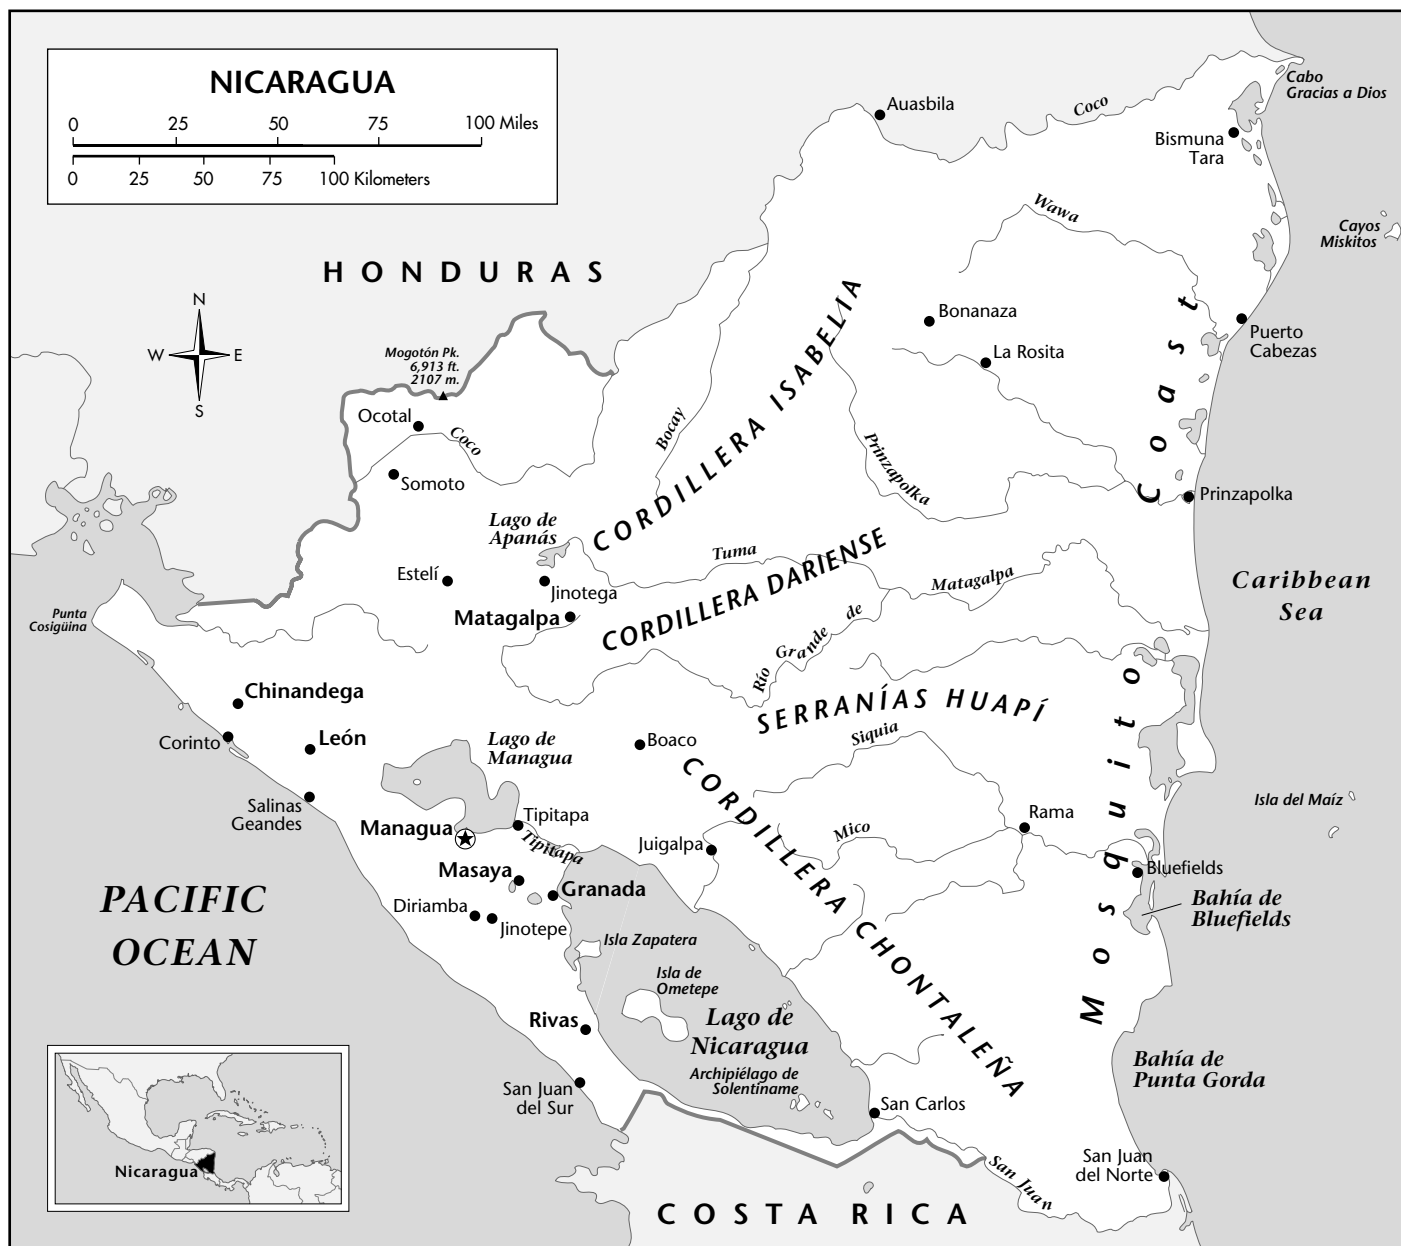 NICARAGUA
0 25 50 75 100 Miles
0 25 50 75 100 Kilometers
Cabo
Gracias a Dios
Auasbila
Coco
Bismuna
Tara
Wawa
Cayos
Miskitos
HONDURAS
N
W E
S
Mogotón Pk.
6,913 ft.
2107 m.
Ocotal
Coco
Somoto
Bocay
CORDILLERA ISABELIA
Bonanaza
La Rosita
Puerto
Cabezas
Prinzapolka
Prinzapolka
Mosquito Coast
Lago de
Apanás
Estelí
Jinotega
Matagalpa
Tuma
CORDILLERA DARIENSE
Río Grande de Matagalpa
Caribbean
Sea
Punta
Cosigüina
Chinandega
Corinto
León
Salinas
Geandes
Lago de
Managua
Boaco
SERRANÍAS HUAPÍ
Siquia
Isla del Maíz
Managua
Tipitapa
Tipitapa
Juigalpa
Mico
Rama
Masaya
Granada
Bluefields
Bahía de
Bluefields
Diriamba
Jinotepe
CORDILLERA CHONTALEÑA
PACIFIC
OCEAN
Isla Zapatera
Isla de
Ometepe
Rivas
Lago de
Nicaragua
Archipiélago de
Solentiname
Bahía de
Punta Gorda
San Juan
del Sur
San Carlos
San Juan
San Juan
del Norte
COSTA RICA
Nicaragua